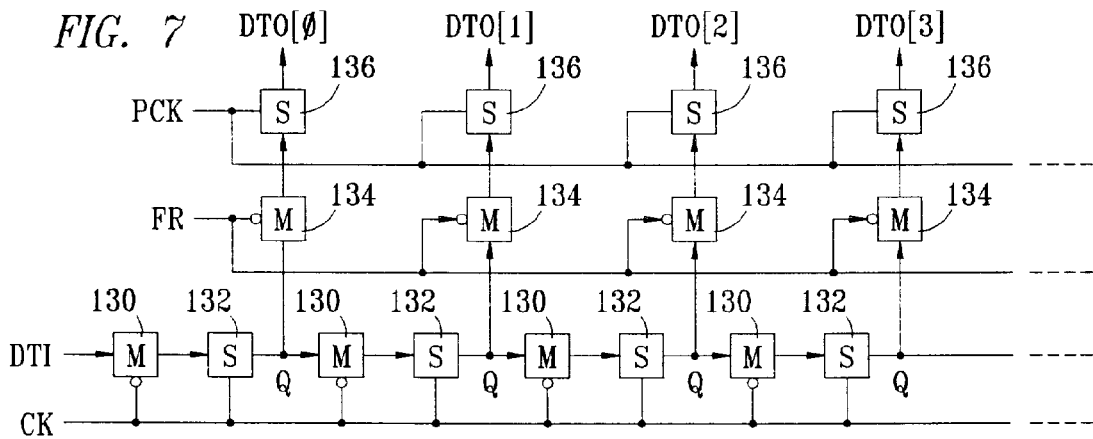 FIG. 7
DTO[0] DTO[1] DTO[2] DTO[3]
136 136 136 136
PCK S S S S
134 134 134 134
FR M M M M
130 132 130 132 130 132 130 132
DTI M S M S M S M S
Q Q Q Q
CK